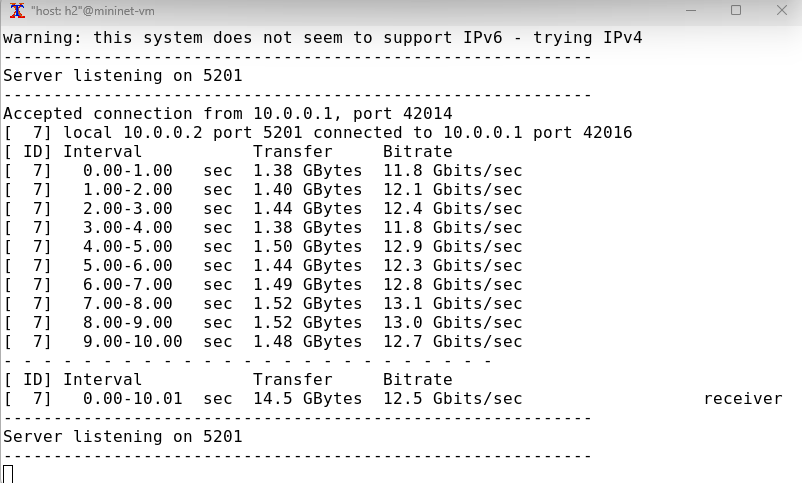 "host: h2"@mininet-vm
warning: this system does not seem to support IPv6 - trying IPv4
-----------------------------------------------------------
Server listening on 5201
-----------------------------------------------------------
Accepted connection from 10.0.0.1, port 42014
[  7] local 10.0.0.2 port 5201 connected to 10.0.0.1 port 42016
[ ID] Interval           Transfer     Bitrate
[  7]   0.00-1.00   sec  1.38 GBytes  11.8 Gbits/sec
[  7]   1.00-2.00   sec  1.40 GBytes  12.1 Gbits/sec
[  7]   2.00-3.00   sec  1.44 GBytes  12.4 Gbits/sec
[  7]   3.00-4.00   sec  1.38 GBytes  11.8 Gbits/sec
[  7]   4.00-5.00   sec  1.50 GBytes  12.9 Gbits/sec
[  7]   5.00-6.00   sec  1.44 GBytes  12.3 Gbits/sec
[  7]   6.00-7.00   sec  1.49 GBytes  12.8 Gbits/sec
[  7]   7.00-8.00   sec  1.52 GBytes  13.1 Gbits/sec
[  7]   8.00-9.00   sec  1.52 GBytes  13.0 Gbits/sec
[  7]   9.00-10.00  sec  1.48 GBytes  12.7 Gbits/sec
- - - - - - - - - - - - - - - - - - - - - - - - -
[ ID] Interval           Transfer     Bitrate
[  7]   0.00-10.01  sec  14.5 GBytes  12.5 Gbits/sec                  receiver
-----------------------------------------------------------
Server listening on 5201
-----------------------------------------------------------